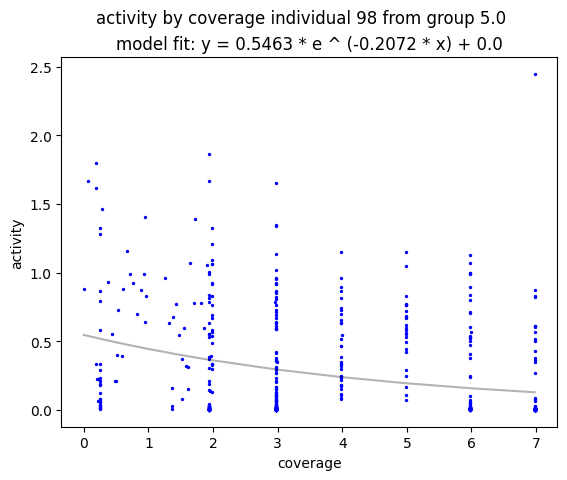 activity by coverage individual 98 from group 5.0
model fit: y = 0.5463 * e ^ (-0.2072 * x) + 0.0
2.5
2.0
1.5
1.0
0.5
0.0
activity
0 1 2 3 4 5 6 7
coverage